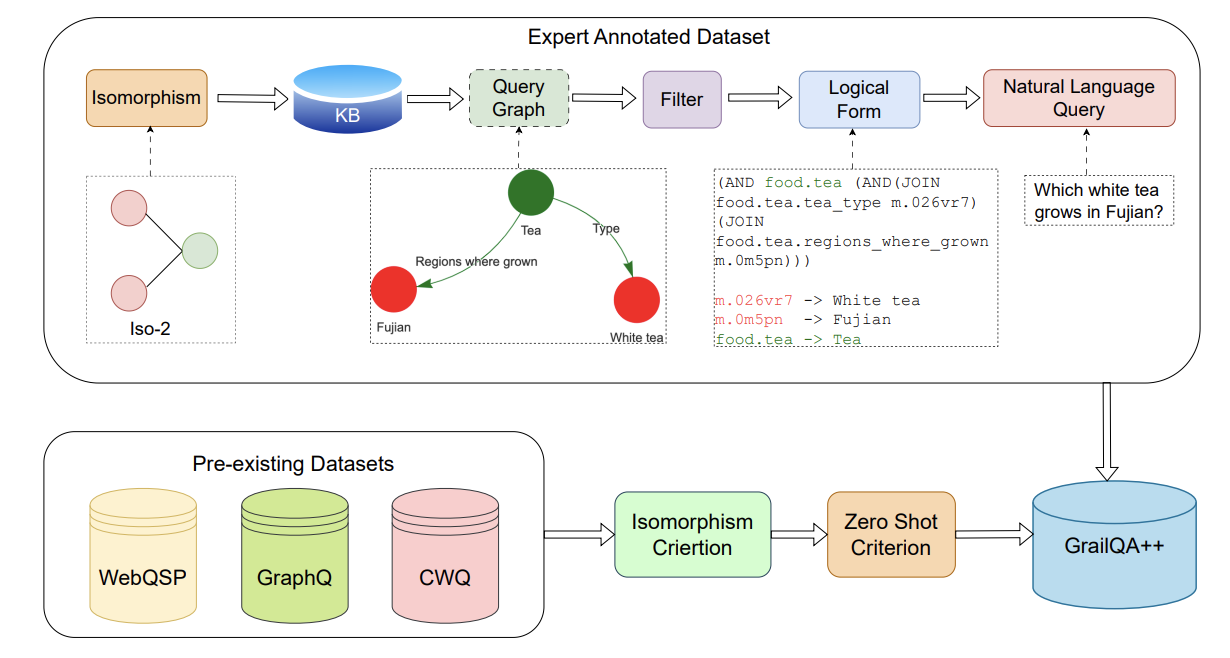 Expert Annotated Dataset
Isomorphism
KB
Query
Graph
Filter
Logical
Form
Natural Language
Query
Iso-2
Tea
Type
Regions where grown
Fujian
White tea
(AND food.tea (AND(JOIN
food.tea.tea_type m.026vr7)
(JOIN
food.tea.regions_where_grown
m.0m5pn)))
m.026vr7 -> White tea
m.0m5pn -> Fujian
food.tea -> Tea
Which white tea
grows in Fujian?
Pre-existing Datasets
WebQSP
GraphQ
CWQ
Isomorphism
Criertion
Zero Shot
Criterion
GrailQA++